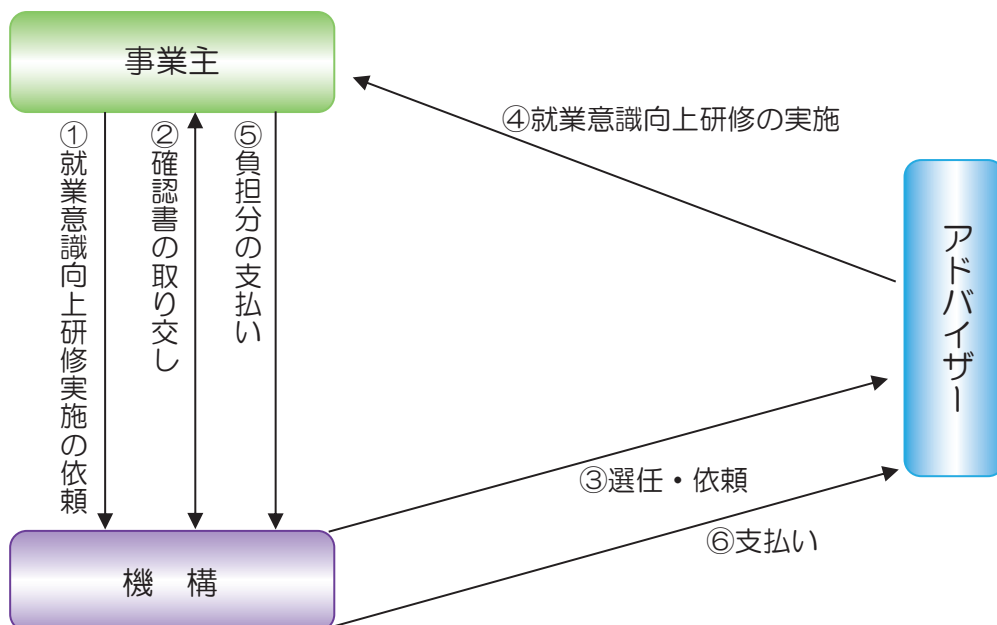 事業主
①就業意識向上研修実施の依頼
②確認書の取り交し
⑤負担分の支払い
④就業意識向上研修の実施
アドバイザー
③選任・依頼
⑥支払い
機　構